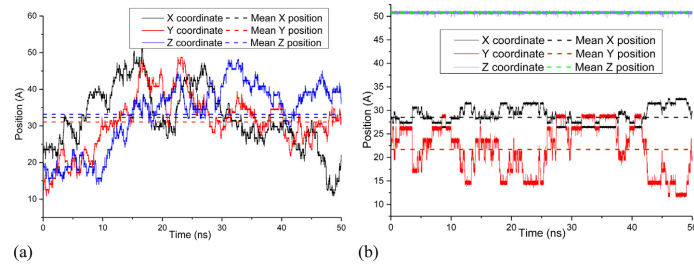 X coordinate Mean X position
Y coordinate Mean Y position
Z coordinate Mean Z position
Position (A)
60
50
40
30
20
10
0 10 20 30 40 50
Time (ns)
(a)
X coordinate Mean X position
Y coordinate Mean Y position
Z coordinate Mean Z position
Position (A)
50
45
40
35
30
25
20
15
10
0 10 20 30 40 50
Time (ns)
(b)